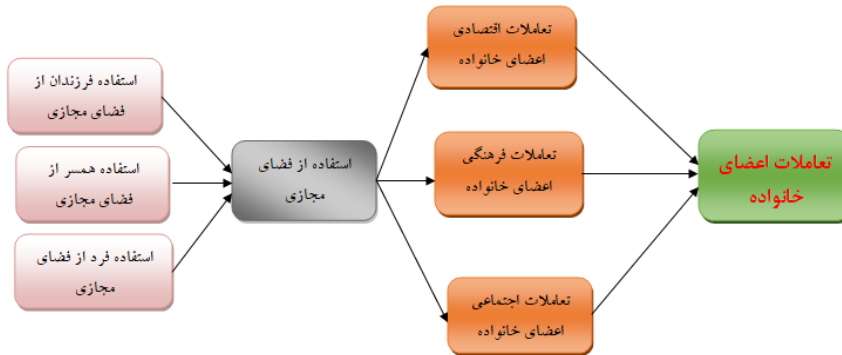 استفاده فرزندان از
فضای مجازی
استفاده همسر از
فضای مجازی
استفاده فرد از فضای
مجازی
استفاده از فضای
مجازی
تعاملات اقتصادی
اعضای خانواده
تعاملات فرهنگی
اعضای خانواده
تعاملات اجتماعی
اعضای خانواده
تعاملات اعضای
خانواده